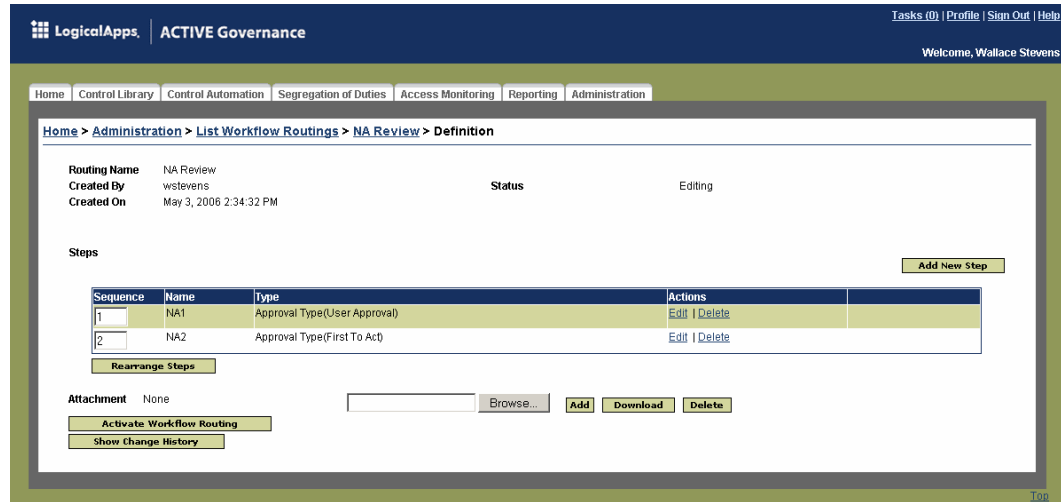 Tasks (0) | Profile | Sign Out | Help
LogicalApps. ACTIVE Governance
Welcome, Wallace Stevens
Home Control Library Control Automation Segregation of Duties Access Monitoring Reporting Administration
Home > Administration > List Workflow Routings > NA Review > Definition
Routing Name NA Review
Created By wstevens Status Editing
Created On May 3, 2006 2:34:32 PM
Steps
Add New Step
Sequence Name Type Actions
1 NA1 Approval Type(User Approval) Edit | Delete
2 NA2 Approval Type(First To Act) Edit | Delete
Rearrange Steps
Attachment None Browse... Add Download Delete
Activate Workflow Routing
Show Change History
Top